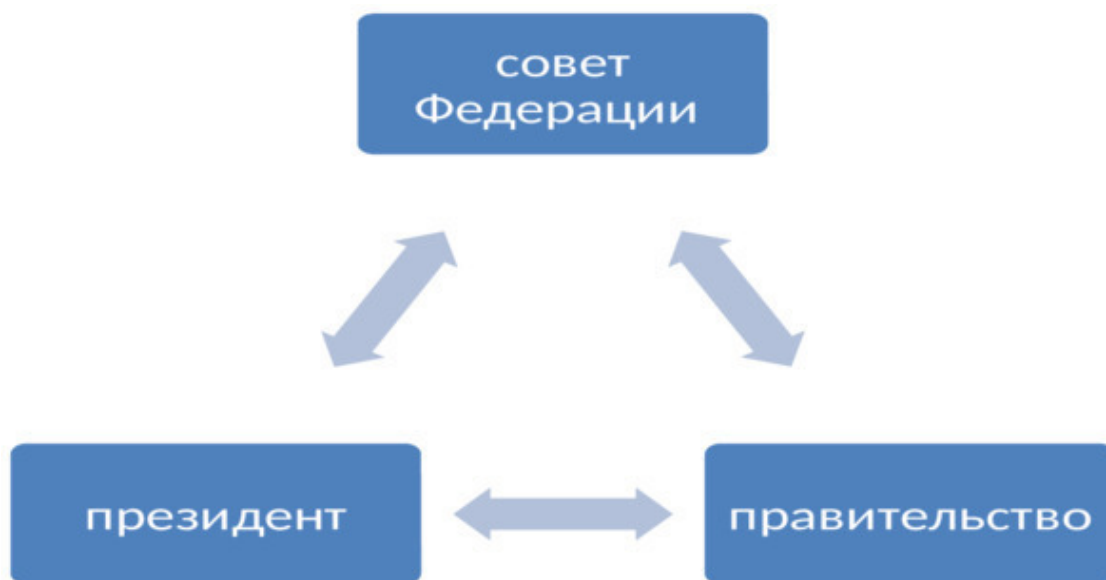 совет
Федерации
президент
правительство